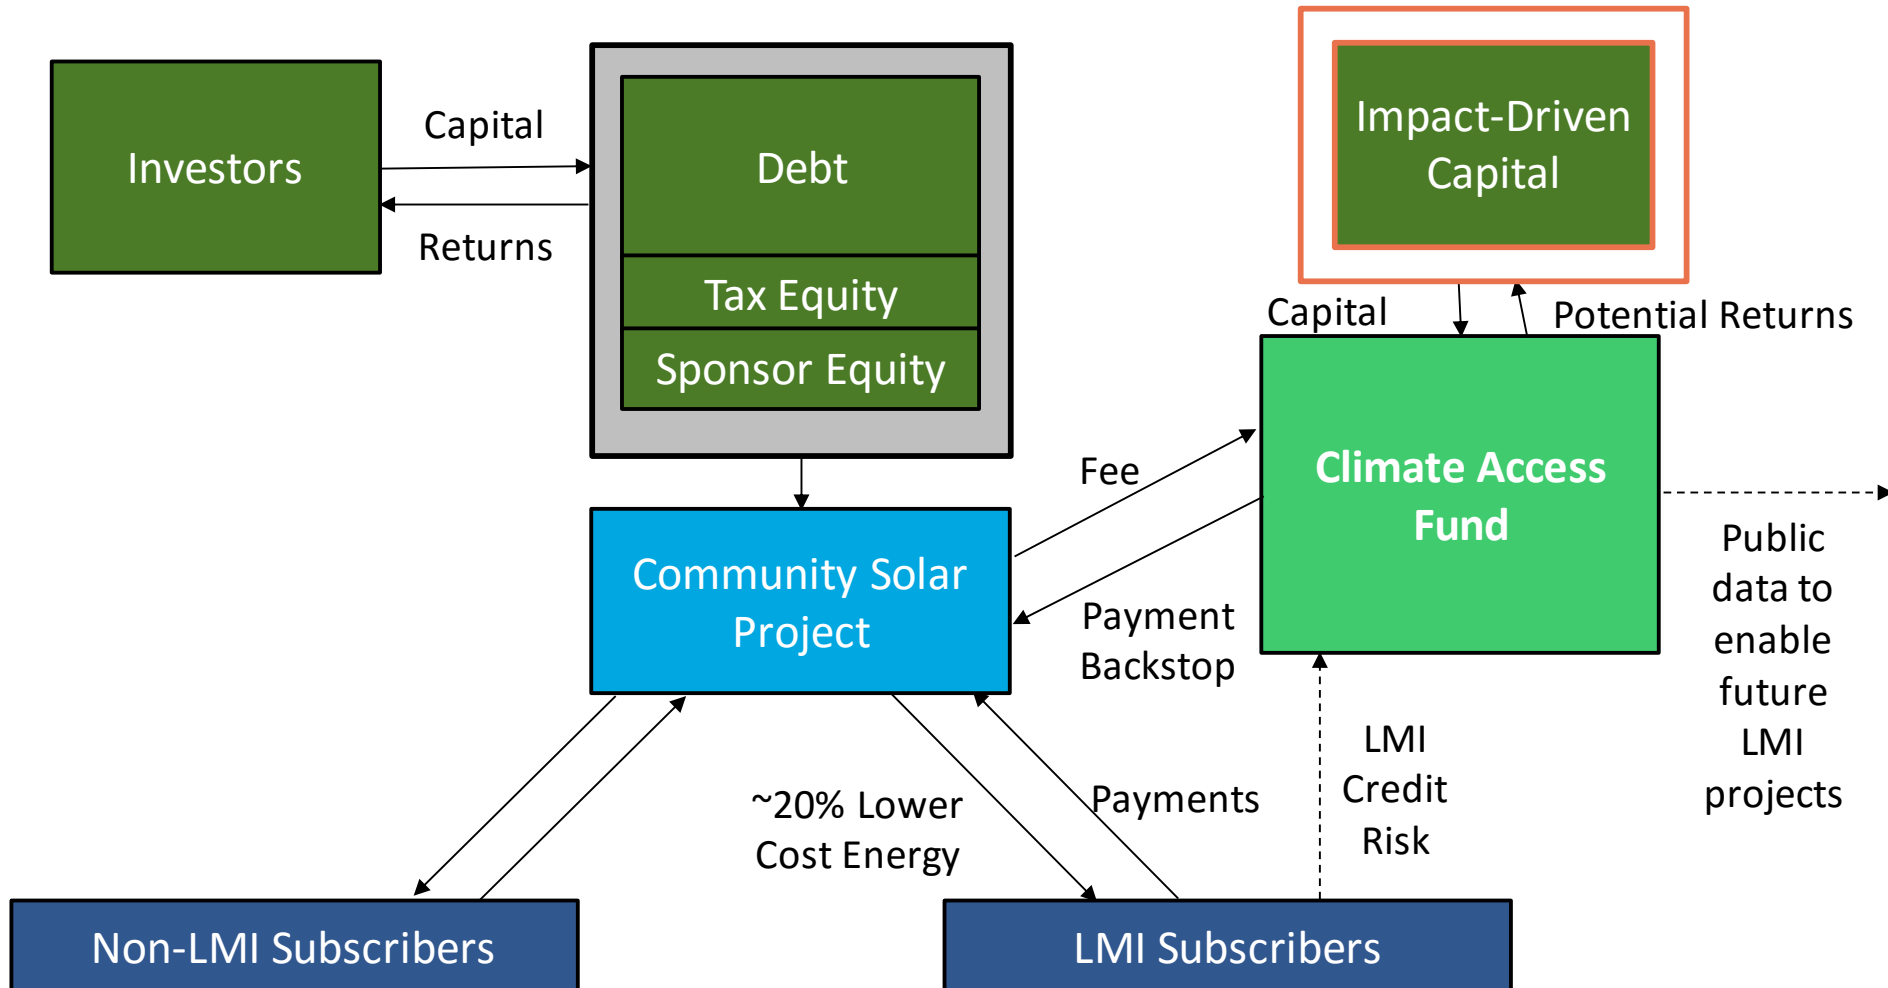 Investors
Capital
Returns
Debt
Tax Equity
Sponsor Equity
Impact-Driven
Capital
Capital
Potential Returns
Climate Access
Fund
Fee
Payment
Backstop
Community Solar
Project
Public
data to
enable
future
LMI
projects
LMI
Credit
Risk
~20% Lower
Cost Energy
Payments
Non-LMI Subscribers
LMI Subscribers